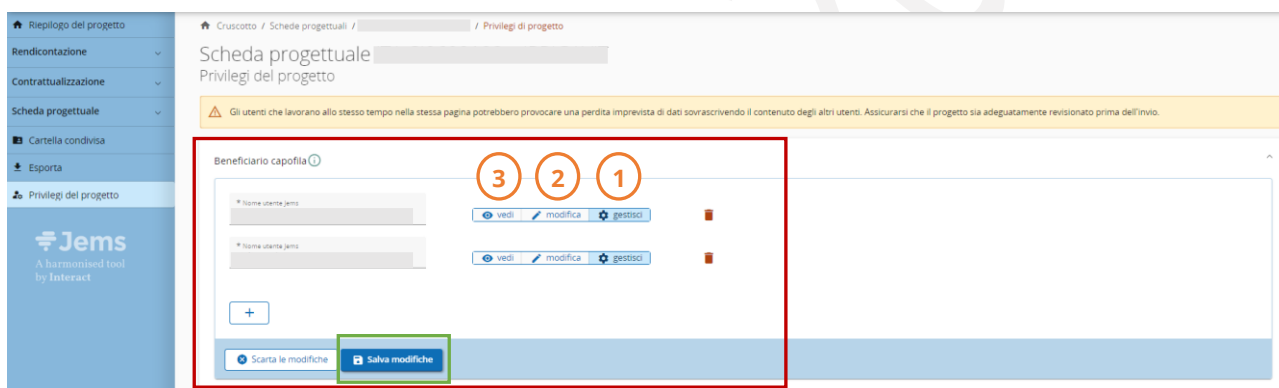 Riepilogo del progetto
Rendicontazione
Contrattualizzazione
Scheda progettuale
Cartella condivisa
Esporta
Privilegi del progetto
Jems
A harmonised tool
by Interact
Cruscotto / Schede progettuali / / Privilegi di progetto
Scheda progettuale
Privilegi del progetto
Gli utenti che lavorano allo stesso tempo nella stessa pagina potrebbero provocare una perdita imprevista di dati sovrascrivendo il contenuto degli altri utenti. Assicurarsi che il progetto sia adeguatamente revisionato prima dell'invio.
Beneficiario capofila
3 2 1
* Nome utente Jems
vedi modifica gestisci
* Nome utente Jems
vedi modifica gestisci
+
Scarta le modifiche Salva modifiche